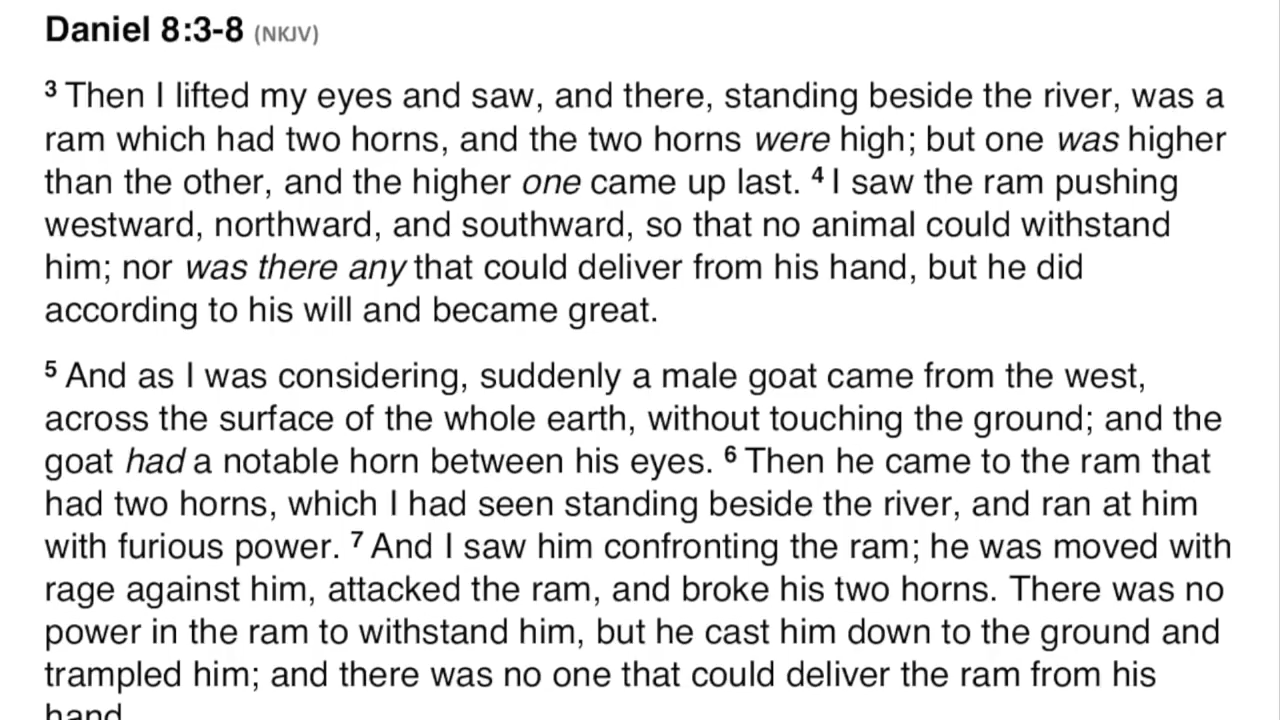 Daniel 8:3-8 (NKJV)
3 Then I lifted my eyes and saw, and there, standing beside the river, was a
ram which had two horns, and the two horns were high; but one was higher
than the other, and the higher one came up last. 4 I saw the ram pushing
westward, northward, and southward, so that no animal could withstand
him; nor was there any that could deliver from his hand, but he did
according to his will and became great.
5 And as I was considering, suddenly a male goat came from the west,
across the surface of the whole earth, without touching the ground; and the
goat had a notable horn between his eyes. 6 Then he came to the ram that
had two horns, which I had seen standing beside the river, and ran at him
with furious power. 7 And I saw him confronting the ram; he was moved with
rage against him, attacked the ram, and broke his two horns. There was no
power in the ram to withstand him, but he cast him down to the ground and
trampled him; and there was no one that could deliver the ram from his
hand.